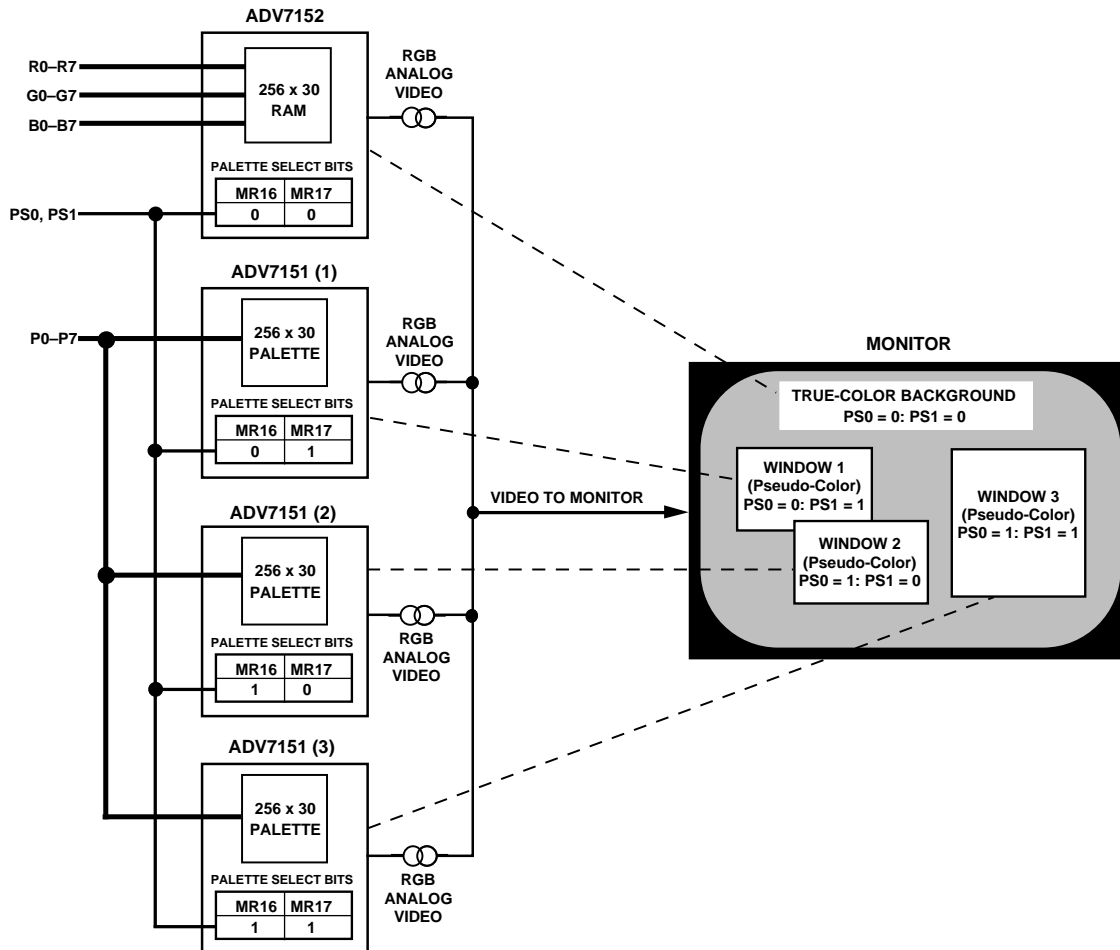 ADV7152
R0–R7
G0–G7
B0–B7
256 x 30
RAM
RGB
ANALOG
VIDEO
PALETTE SELECT BITS
MR16 MR17
0 0
PS0, PS1
ADV7151 (1)
P0–P7
256 x 30
PALETTE
RGB
ANALOG
VIDEO
PALETTE SELECT BITS
MR16 MR17
0 1
ADV7151 (2)
256 x 30
PALETTE
PALETTE SELECT BITS
MR16 MR17
1 0
RGB
ANALOG
VIDEO
ADV7151 (3)
256 x 30
PALETTE
PALETTE SELECT BITS
MR16 MR17
1 1
RGB
ANALOG
VIDEO
VIDEO TO MONITOR
MONITOR
TRUE-COLOR BACKGROUND
PS0 = 0: PS1 = 0
WINDOW 1
(Pseudo-Color)
PS0 = 0: PS1 = 1
WINDOW 2
(Pseudo-Color)
PS0 = 1: PS1 = 0
WINDOW 3
(Pseudo-Color)
PS0 = 1: PS1 = 1